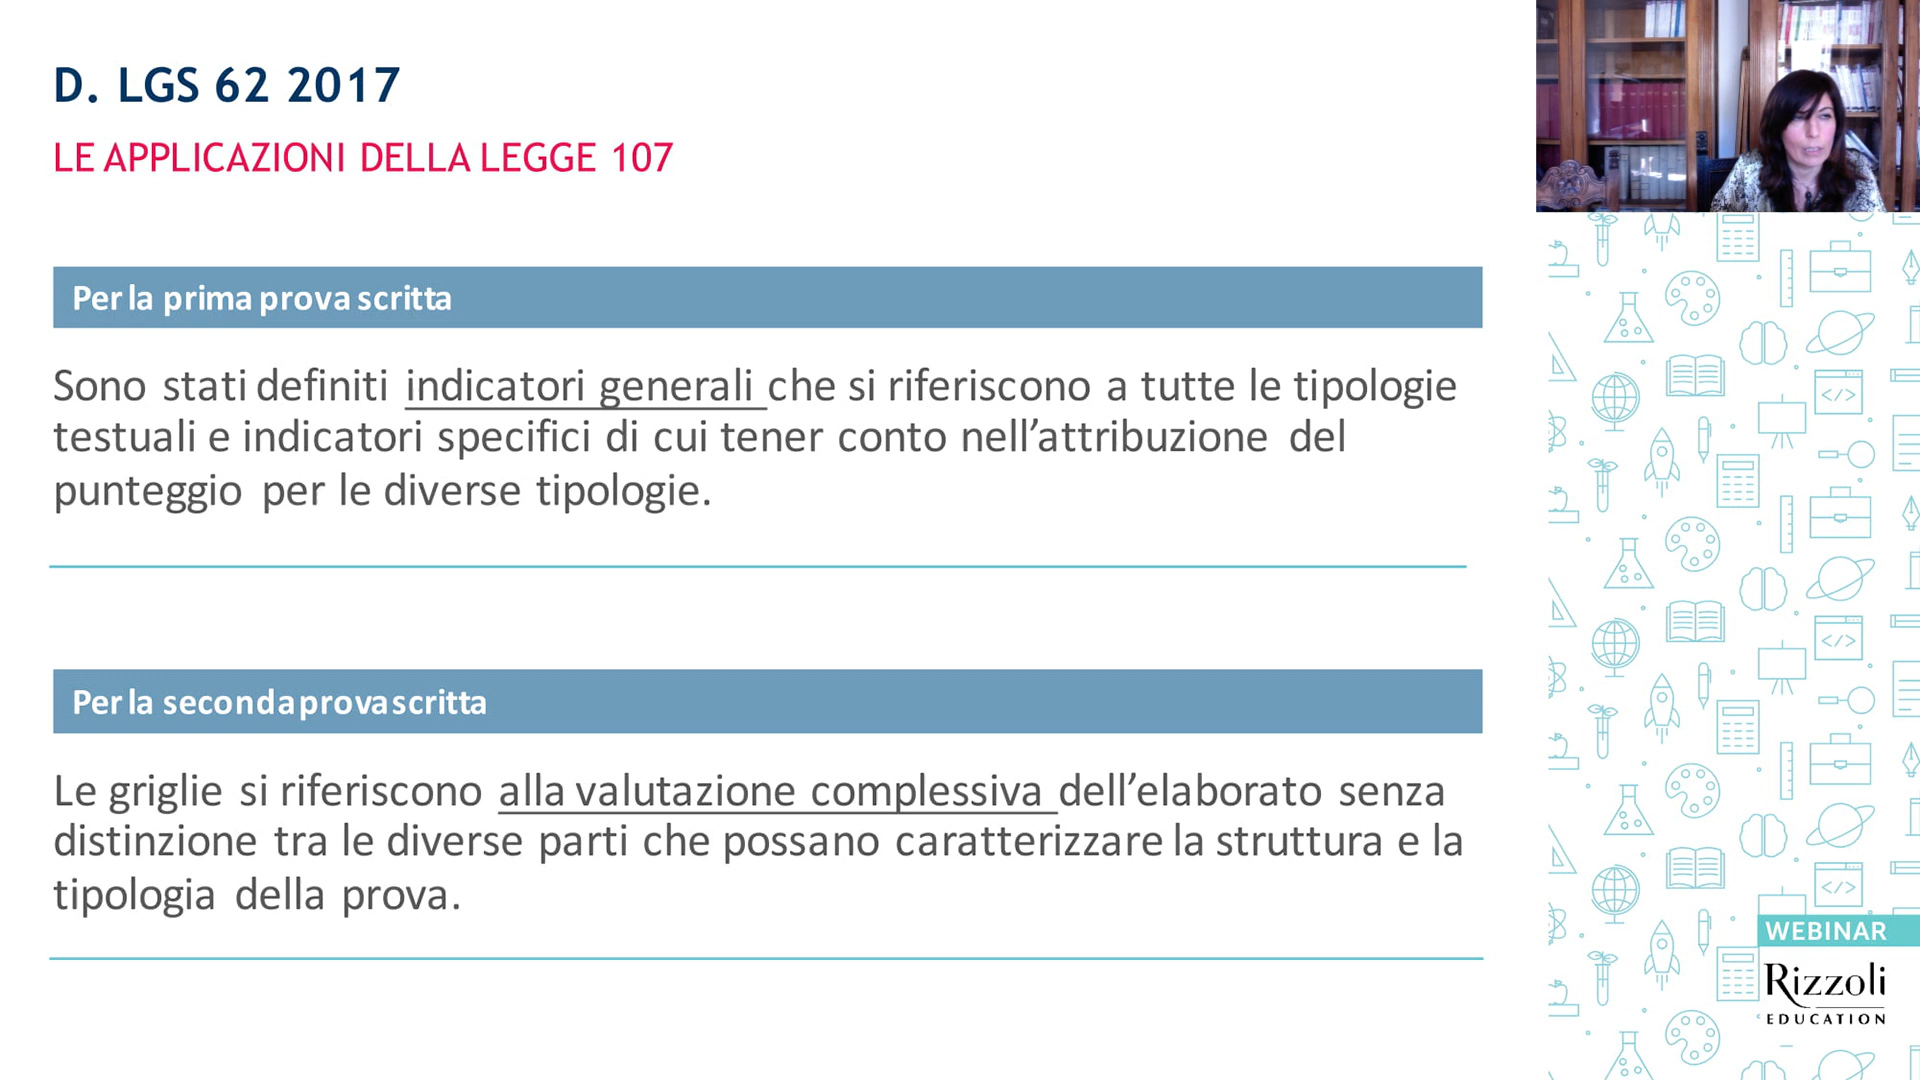 D. LGS 62 2017
LE APPLICAZIONI DELLA LEGGE 107
Per la prima prova scritta
Sono stati definiti indicatori generali che si riferiscono a tutte le tipologie
testuali e indicatori specifici di cui tener conto nell’attribuzione del
punteggio per le diverse tipologie.
Per la seconda prova scritta
Le griglie si riferiscono alla valutazione complessiva dell’elaborato senza
distinzione tra le diverse parti che possano caratterizzare la struttura e la
tipologia della prova.
WEBINAR
Rizzoli
EDUCATION